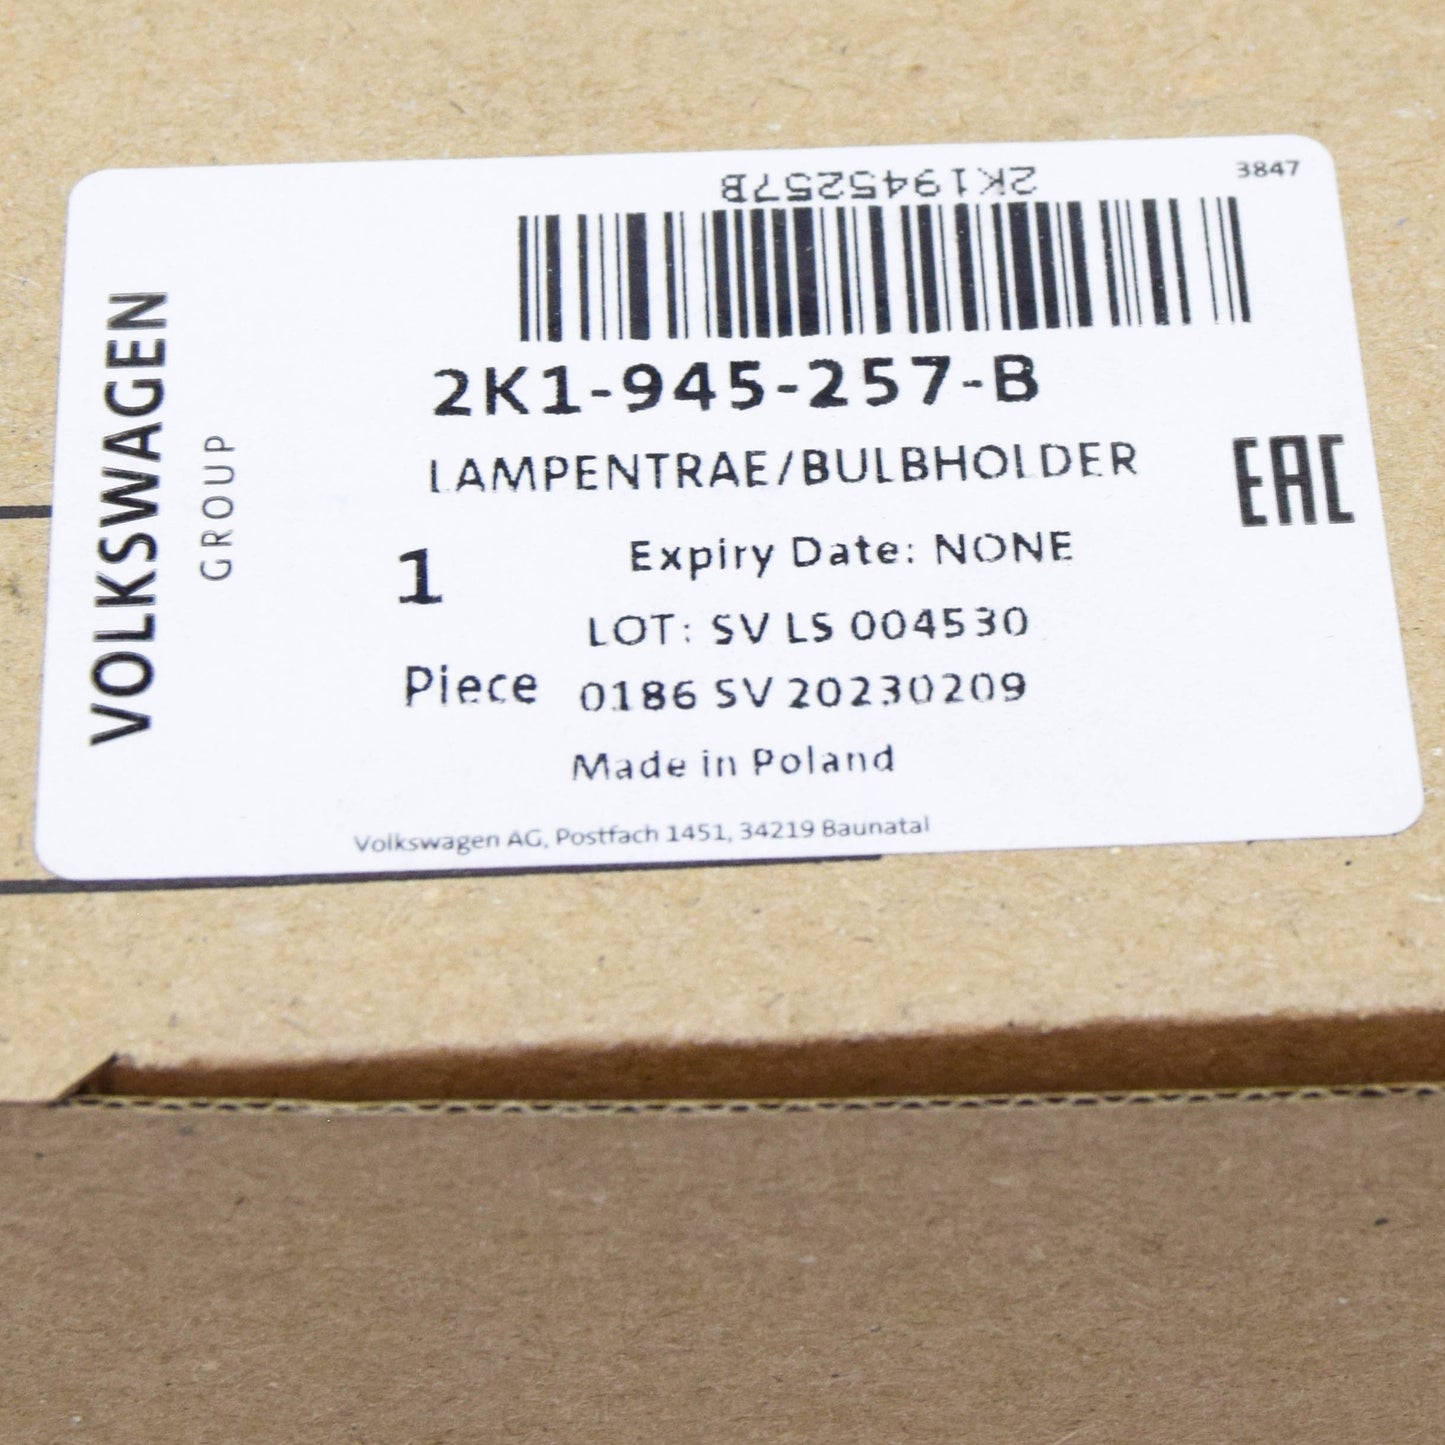 3847
2K1945257B
2K1-945-257-B
LAMPENTRAE/BULBHOLDER
EAC
1
Expiry Date: NONE
LOT: SV LS 004530
Piece
0186 SV 20230209
Made in Poland
Volkswagen AG, Postfach 1451, 34219 Baunatal
VOLKSWAGEN
GROUP